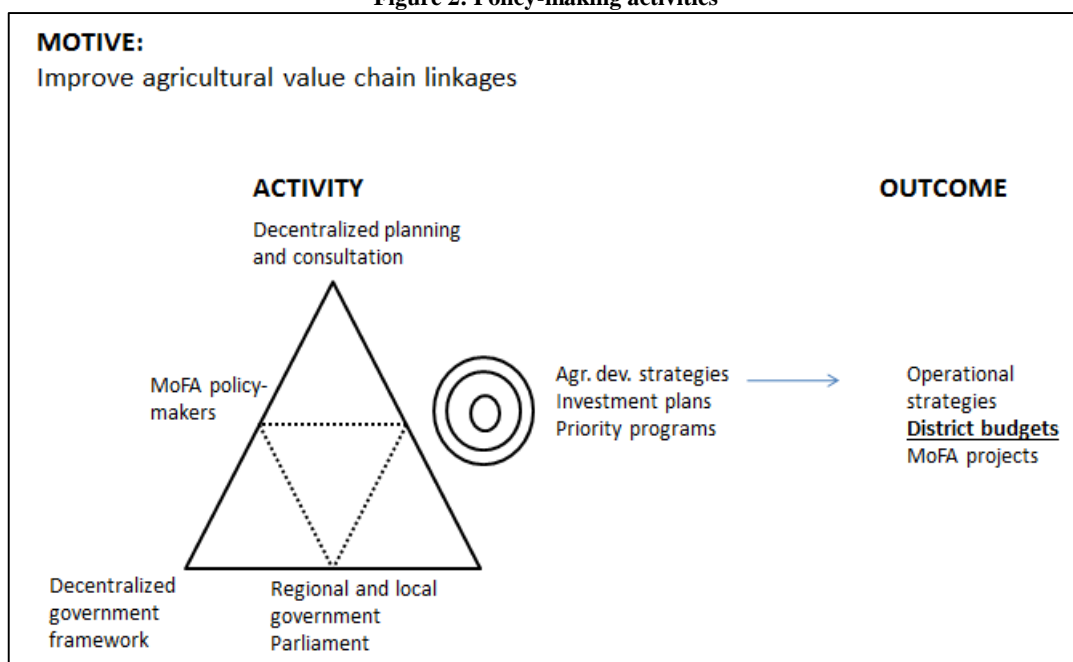 Figure 2. Policy-making activities
MOTIVE:
Improve agricultural value chain linkages
ACTIVITY
OUTCOME
Decentralized planning
and consultation
MoFA policy-
makers
Agr. dev. strategies
Investment plans
Priority programs
Operational
strategies
District budgets
MoFA projects
Decentralized
government
framework
Regional and local
government
Parliament